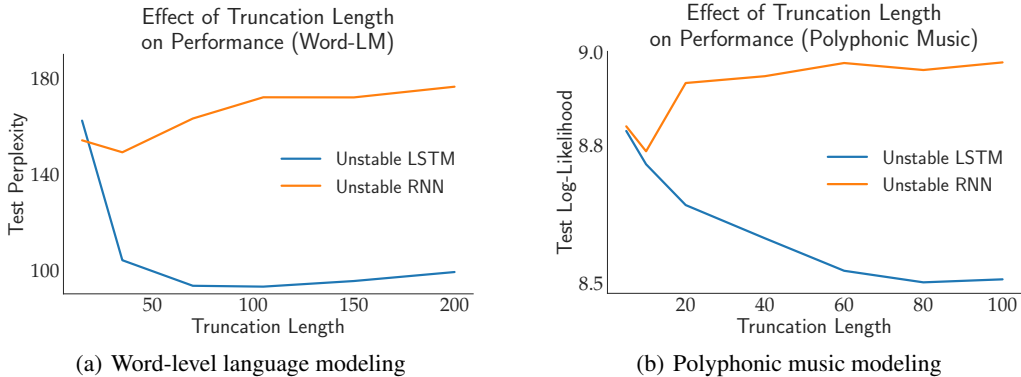 Effect of Truncation Length
on Performance (Word-LM)
180
140
100
Test Perplexity
Unstable LSTM
Unstable RNN
50
100
150
200
Truncation Length
(a) Word-level language modeling
Effect of Truncation Length
on Performance (Polyphonic Music)
9.0
8.8
8.5
Test Log-Likelihood
Unstable LSTM
Unstable RNN
20
40
60
80
100
Truncation Length
(b) Polyphonic music modeling